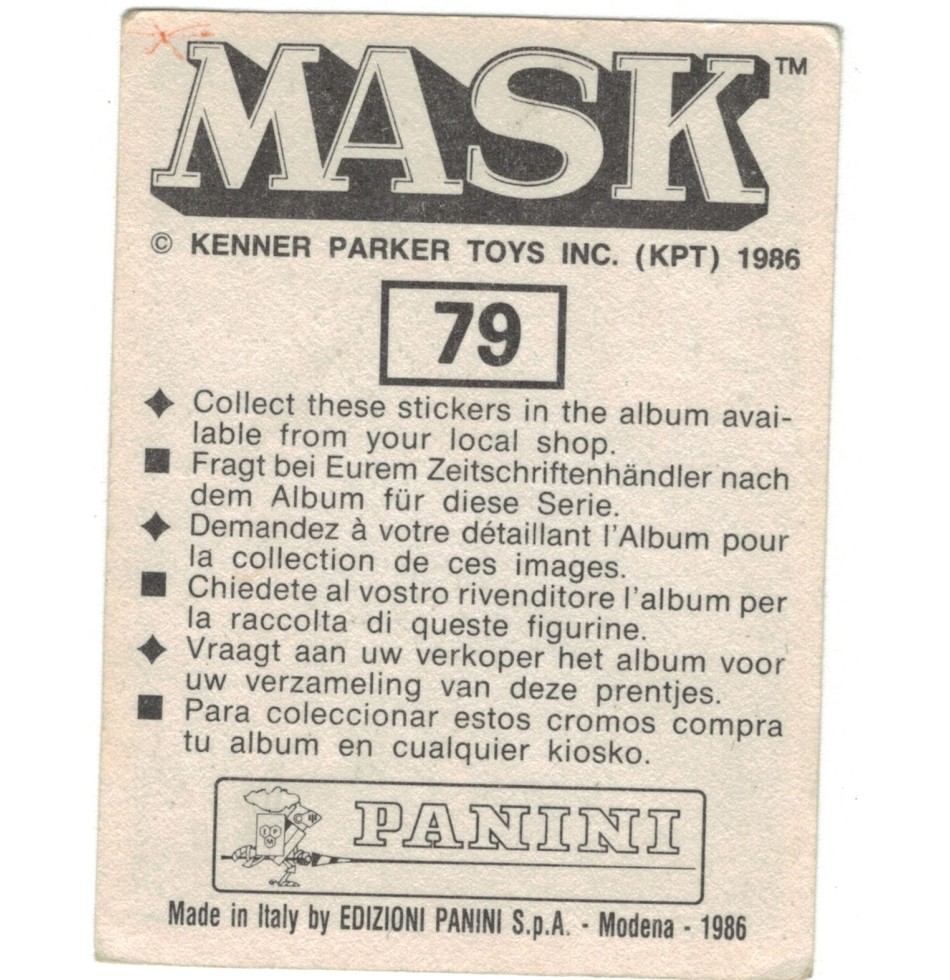 MASK™
© KENNER PARKER TOYS INC. (KPT) 1986
79
Collect these stickers in the album avai-
lable from your local shop.
Fragt bei Eurem Zeitschriftenhändler nach
dem Album für diese Serie.
Demandez à votre détaillant l'Album pour
la collection de ces images.
Chiedete al vostro rivenditore l'album per
la raccolta di queste figurine.
Vraagt aan uw verkoper het album voor
uw verzameling van deze prentjes.
Para coleccionar estos cromos compra
tu album en cualquier kiosko.
PANINI
Made in Italy by EDIZIONI PANINI S.p.A. - Modena - 1986